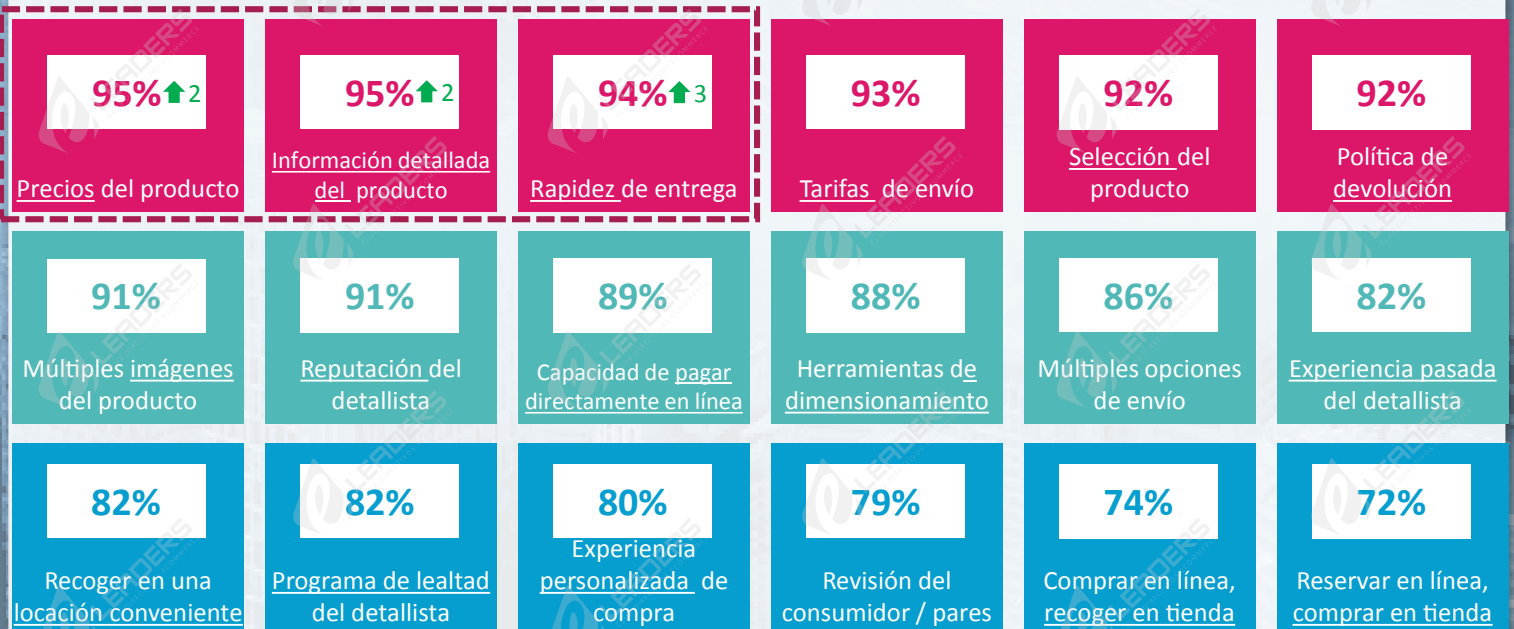 95% 2
Precios del producto
95% 2
Información detallada
del producto
94% 3
Rapidez de entrega
93%
Tarifas de envío
92%
Selección del
producto
92%
Política de
devolución
91%
Múltiples imágenes
del producto
91%
Reputación del
detallista
89%
Capacidad de pagar
directamente en línea
88%
Herramientas de
dimensionamiento
86%
Múltiples opciones
de envío
82%
Experiencia pasada
del detallista
82%
Recoger en una
locación conveniente
82%
Programa de lealtad
del detallista
80%
Experiencia
personalizada de
compra
79%
Revisión del
consumidor / pares
74%
Comprar en línea,
recoger en tienda
72%
Reservar en línea,
comprar en tienda
LEADERS